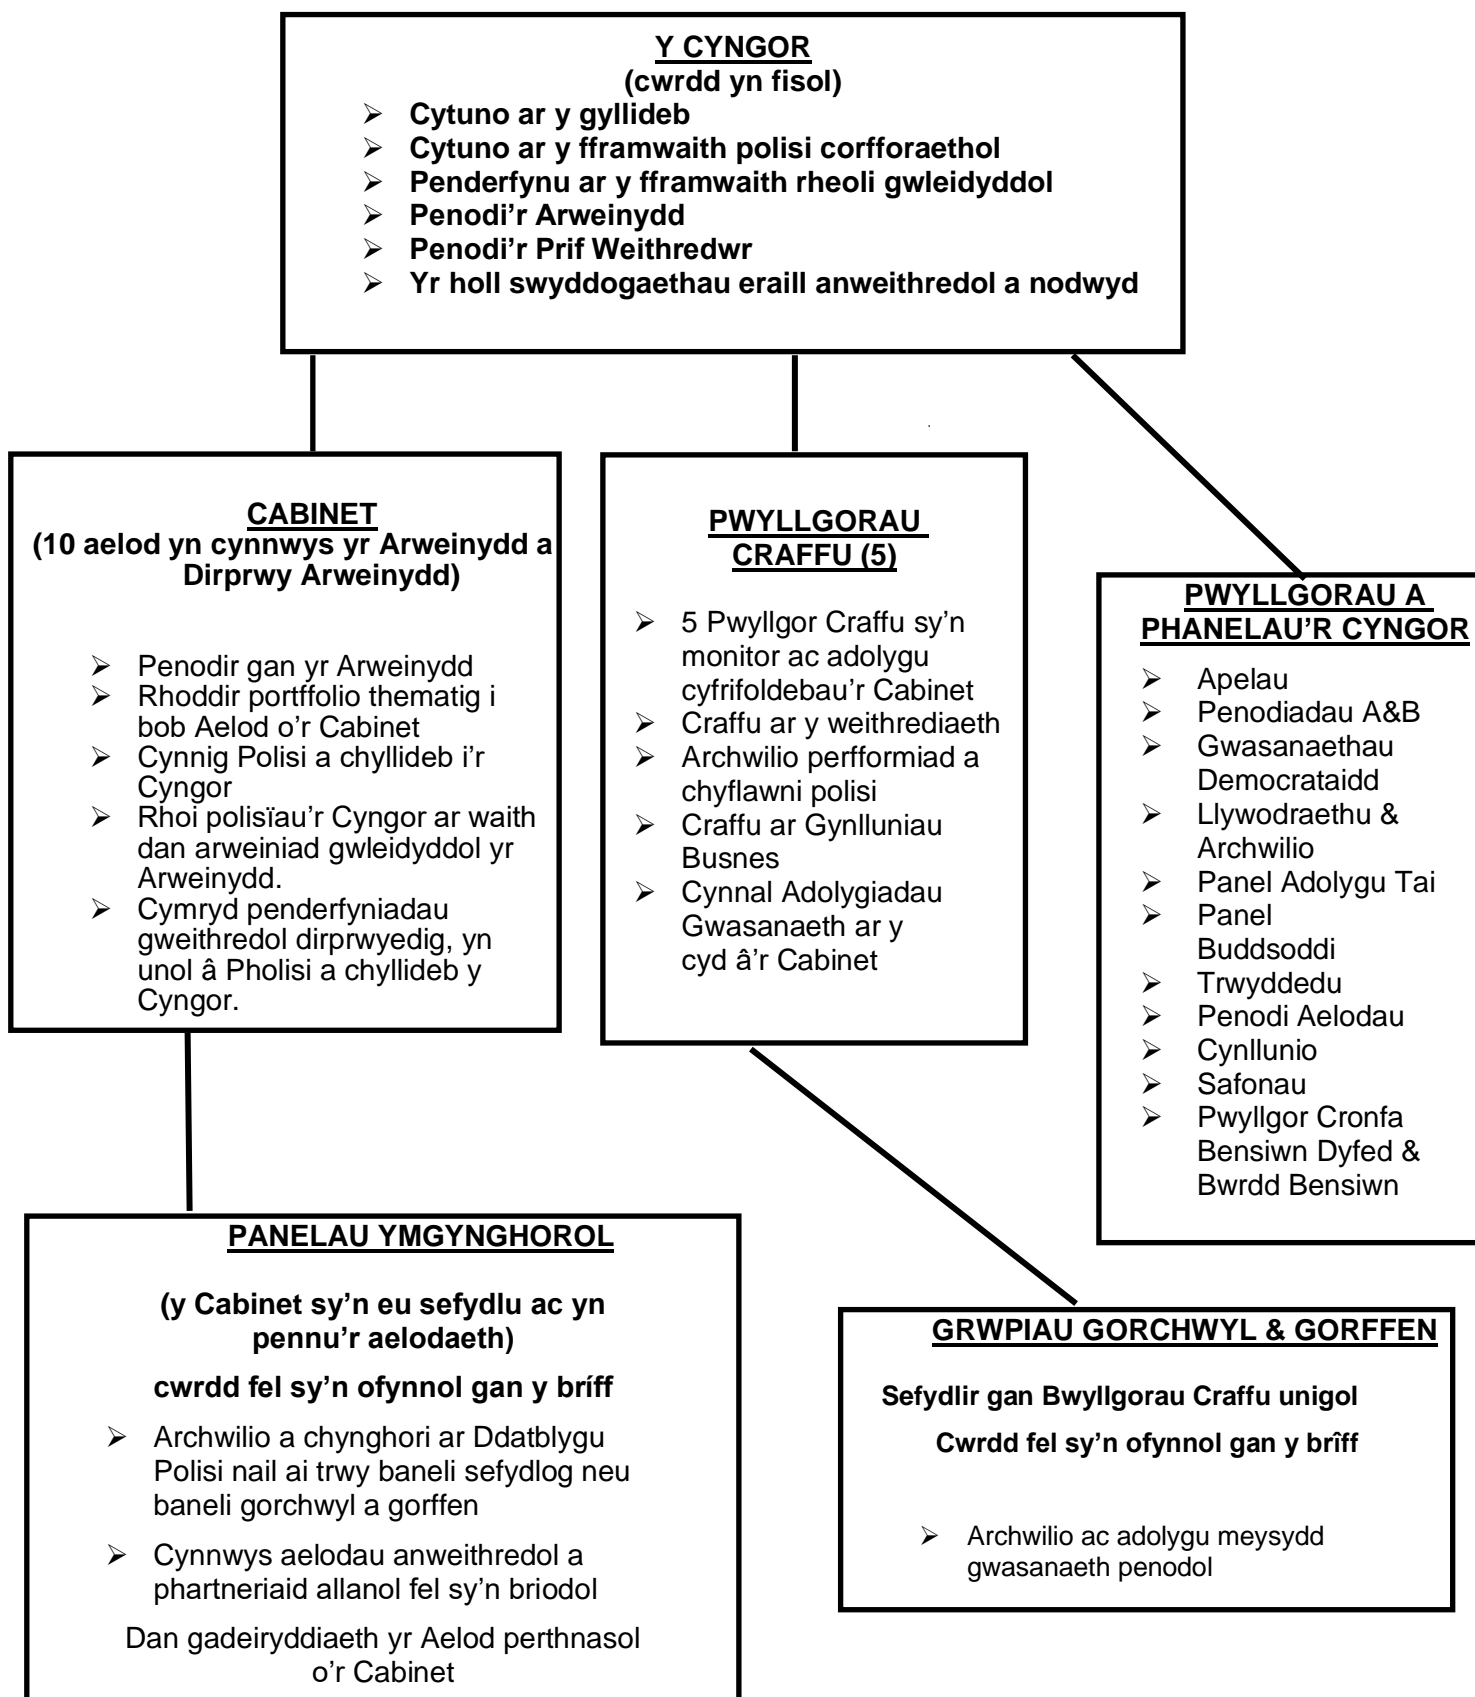 Y CYNGOR
(cwrdd yn fisol)
➢ Cytuno ar y gyllideb
➢ Cytuno ar y fframwaith polisi corfforaethol
➢ Penderfynu ar y fframwaith rheoli gwleidyddol
➢ Penodi’r Arweinydd
➢ Penodi’r Prif Weithredwr
➢ Yr holl swyddogaethau eraill anweithredol a nodwyd
CABINET
(10 aelod yn cynnwys yr Arweinydd a
Dirprwy Arweinydd)
➢ Penodir gan yr Arweinydd
➢ Rhoddir portffolio thematig i
bob Aelod o’r Cabinet
➢ Cynnig Polisi a chyllideb i’r
Cyngor
➢ Rhoi polisïau’r Cyngor ar waith
dan arweiniad gwleidyddol yr
Arweinydd.
➢ Cymryd penderfyniadau
gweithredol dirprwyedig, yn
unol â Pholisi a chyllideb y
Cyngor.
PWYLLGORAU
CRAFFU (5)
➢ 5 Pwyllgor Craffu sy’n
monitor ac adolygu
cyfrifoldebau’r Cabinet
➢ Craffu ar y weithrediaeth
➢ Archwilio perfformiad a
chyflawni polisi
➢ Craffu ar Gynlluniau
Busnes
➢ Cynnal Adolygiadau
Gwasanaeth ar y
cyd â’r Cabinet
PWYLLGORAU A
PHANELAU’R CYNGOR
➢ Apelau
➢ Penodiadau A&B
➢ Gwasanaethau
Democrataidd
➢ Llywodraethu &
Archwilio
➢ Panel Adolygu Tai
➢ Panel
Buddsoddi
➢ Trwyddedu
➢ Penodi Aelodau
➢ Cynllunio
➢ Safonau
➢ Pwyllgor Cronfa
Bensiwn Dyfed &
Bwrdd Bensiwn
PANELAU YMGYNGHOROL
(y Cabinet sy’n eu sefydlu ac yn
pennu’r aelodaeth)
cwrdd fel sy’n ofynnol gan y bríff
➢ Archwilio a chynghori ar Ddatblygu
Polisi nail ai trwy baneli sefydlog neu
baneli gorchwyl a gorffen
➢ Cynnwys aelodau anweithredol a
phartneriaid allanol fel sy’n briodol
Dan gadeiryddiaeth yr Aelod perthnasol
o’r Cabinet
GRWPIAU GORCHWYL & GORFFEN
Sefydlir gan Bwyllgorau Craffu unigol
Cwrdd fel sy’n ofynnol gan y brîff
➢ Archwilio ac adolygu meysydd
gwasanaeth penodol